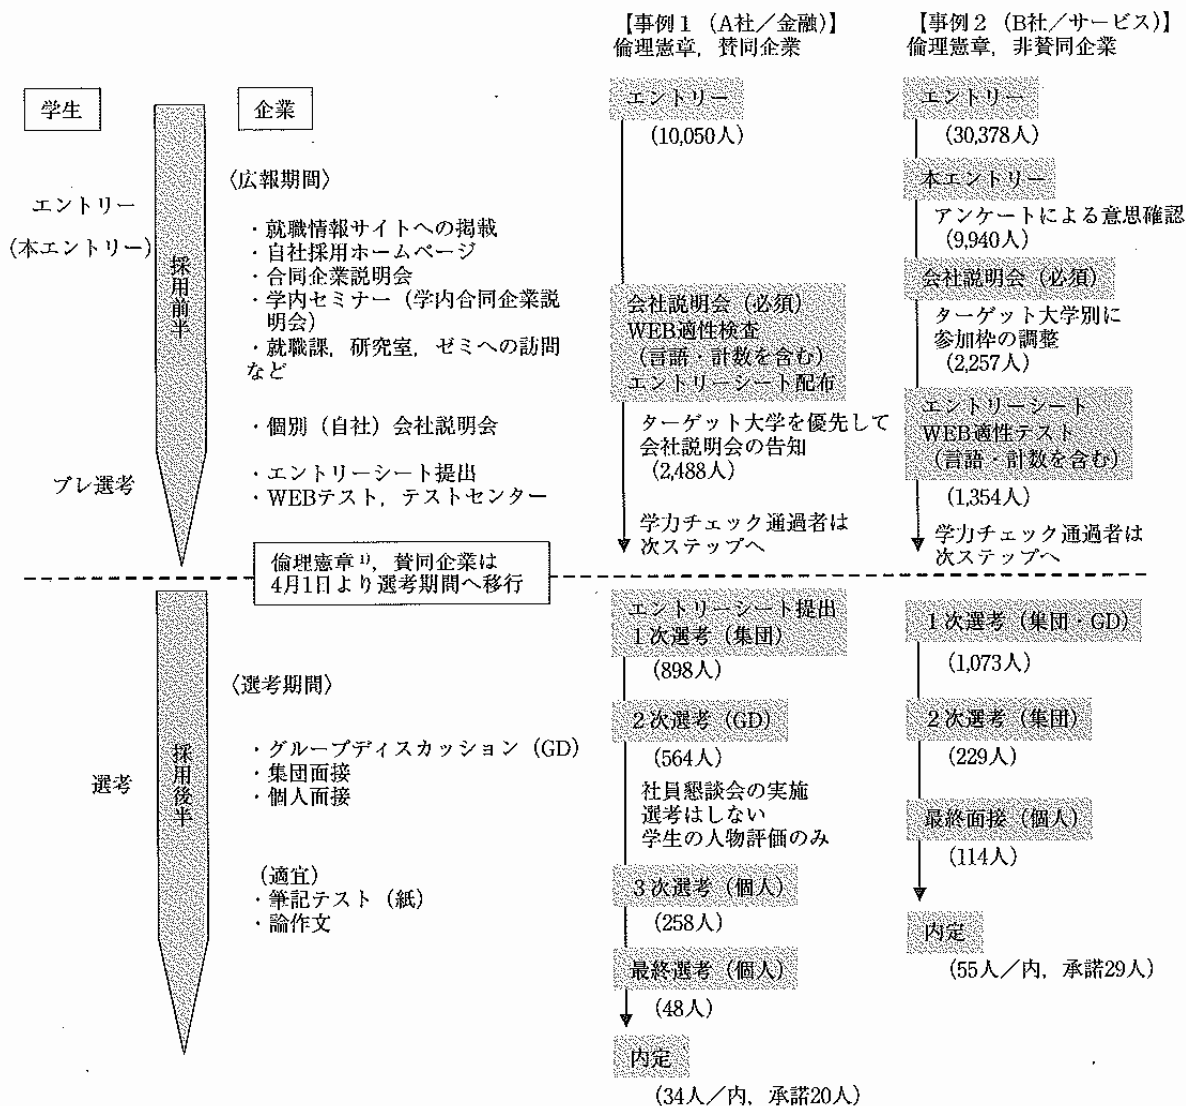 学生
企業
採用前半
エントリー
(本エントリー)
プレ選考
〈広報期間〉
・就職情報サイトへの掲載
・自社採用ホームページ
・合同企業説明会
・学内セミナー（学内合同企業説
明会）
・就職課，研究室，ゼミへの訪問
など
・個別（自社）会社説明会
・エントリーシート提出
・WEBテスト，テストセンター
倫理憲章1)，賛同企業は
4月1日より選考期間へ移行
採用後半
選考
〈選考期間〉
・グループディスカッション（GD）
・集団面接
・個人面接
（適宜）
・筆記テスト（紙）
・論作文
【事例1（A社／金融）】
倫理憲章，賛同企業
エントリー
(10,050人)
会社説明会（必須）
WEB適性検査
（言語・計数を含む）
エントリーシート配布
ターゲット大学を優先して
会社説明会の告知
(2,488人)
学力チェック通過者は
次ステップへ
エントリーシート提出
1次選考（集団）
(898人)
2次選考（GD）
(564人)
社員懇談会の実施
選考はしない
学生の人物評価のみ
3次選考（個人）
(258人)
最終選考（個人）
(48人)
内定
(34人／内，承諾20人)
【事例2（B社／サービス）】
倫理憲章，非賛同企業
エントリー
(30,378人)
本エントリー
アンケートによる意思確認
(9,940人)
会社説明会（必須）
ターゲット大学別に
参加枠の調整
(2,257人)
エントリーシート
WEB適性テスト
（言語・計数を含む）
(1,354人)
学力チェック通過者は
次ステップへ
1次選考（集団・GD）
(1,073人)
2次選考（集団）
(229人)
最終面接（個人）
(114人)
内定
(55人／内，承諾29人)